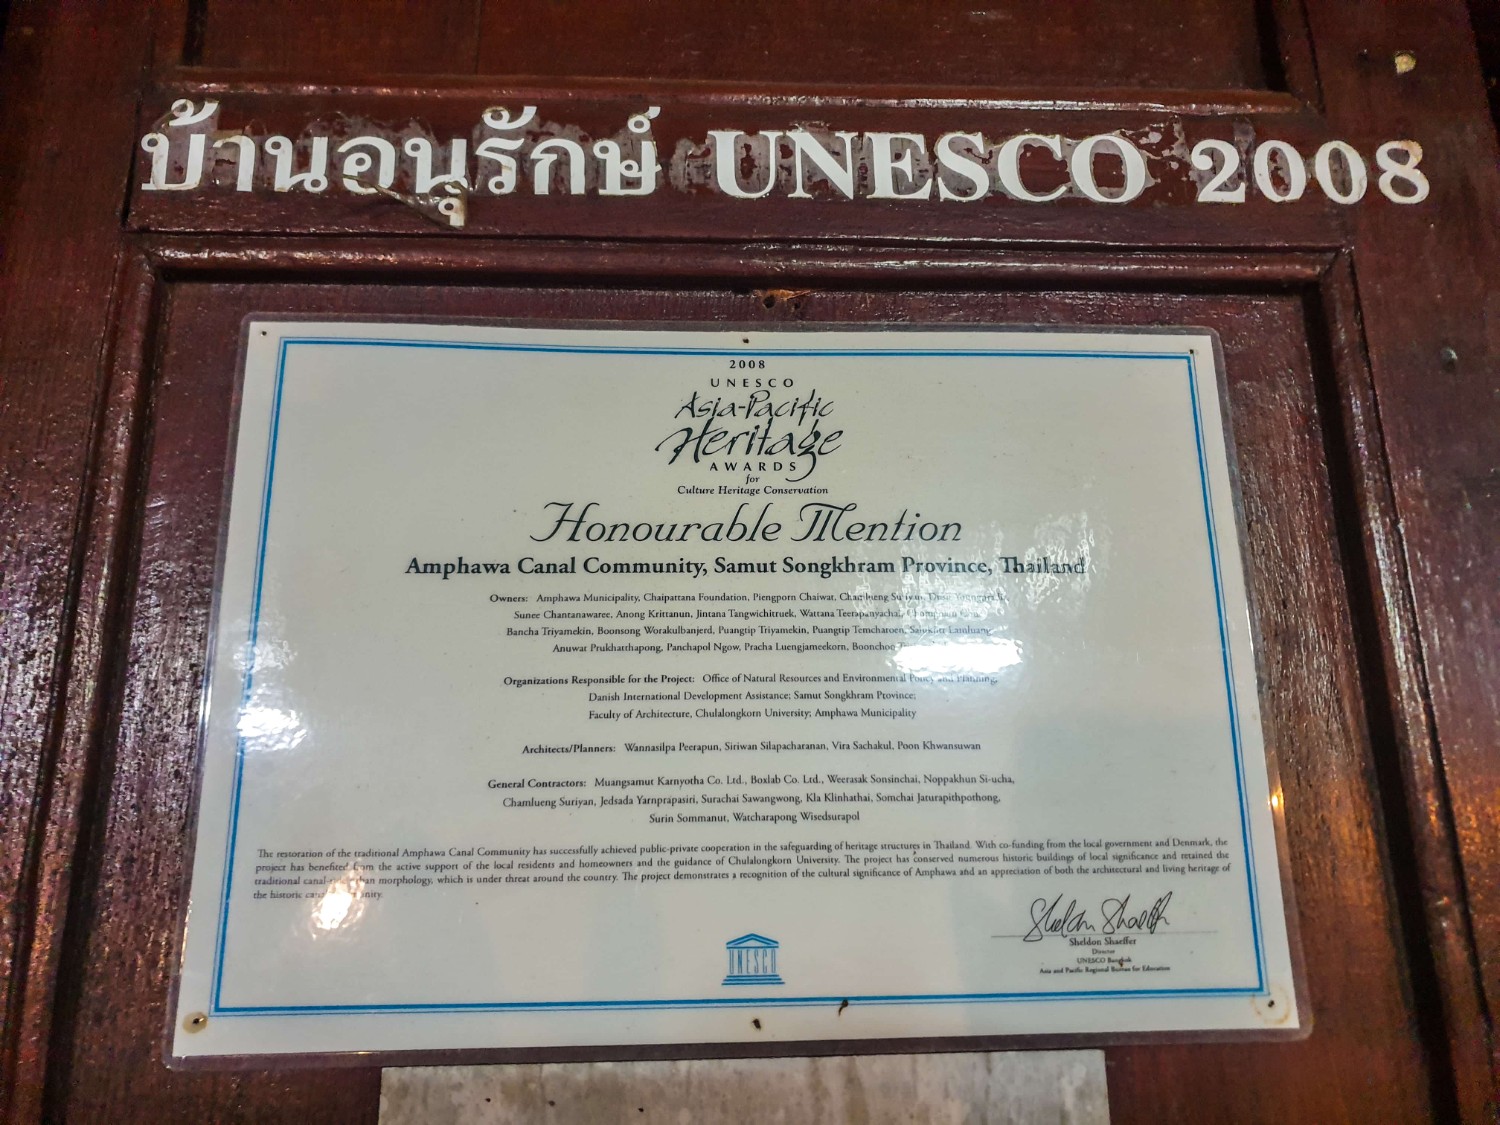 บ้านอนุรักษ์ UNESCO 2008
2008
UNESCO
Asia-Pacific
Heritage
AWARDS
for
Culture Heritage Conservation
Honourable Mention
Amphawa Canal Community, Samut Songkhram Province, Thailand
Owners: Amphawa Municipality, Chaipattana Foundation, Piengporn Chaiwat, Chamlueng Suriyan,
Sunee Chantanawaree, Anong Krittanun, Jintana Tangwichitruek, Wattana Teerapanyachai,
Bancha Triyamekin, Boonsong Worakulbanjerd, Puangtip Triyamekin, Puangtip Temcharoen,
Anuwat Prukhatthapong, Panchapol Ngow, Pracha Luengjameekorn, Boonchoo
Organizations Responsible for the Project: Office of Natural Resources and Environmental Policy and Planning,
Danish International Development Assistance; Samut Songkhram Province;
Faculty of Architecture, Chulalongkorn University; Amphawa Municipality
Architects/Planners: Wannasilpa Peerapun, Siriwan Silapacharanan, Vira Sachakul, Poon Khwansuwan
General Contractors: Muangsamut Karnyotha Co. Ltd., Boxlab Co. Ltd., Weerasak Sonsinchai, Noppakhun Si-ucha,
Chamlueng Suriyan, Jedsada Yarnprapasiri, Surachai Sawangwong, Kla Klinhathai, Somchai Jaturapitpothong,
Surin Sommanut, Watcharapong Wisedsurapol
The restoration of the traditional Amphawa Canal Community has successfully achieved public-private cooperation in the safeguarding of heritage structures in Thailand. With co-funding from the local government and Denmark, the
project has benefited from the active support of the local residents and homeowners and the guidance of Chulalongkorn University. The project has conserved numerous historic buildings of local significance and retained the
traditional morphology, which is under threat around the country. The project demonstrates a recognition of the cultural significance of Amphawa and an appreciation of both the architectural and living heritage of
the historic
Sheldon Shaeffer
Sheldon Shaeffer
Director
UNESCO Bangkok
Asia and Pacific Regional Bureau for Education
UNESCO